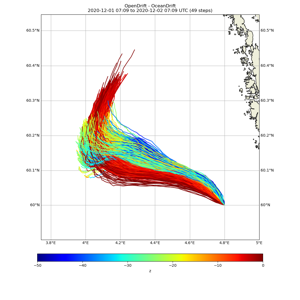 OpenDrift - OceanDrift
2020-12-01 07:09 to 2020-12-02 07:09 UTC (49 steps)
60.5°N 60.5°N
60.4°N 60.4°N
60.3°N 60.3°N
60.2°N 60.2°N
60.1°N 60.1°N
60°N 60°N
3.8°E 4°E 4.2°E 4.4°E 4.6°E 4.8°E 5°E
−50 −40 −30 −20 −10 0
z